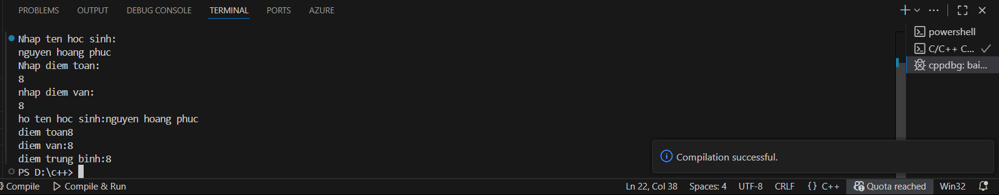 PROBLEMS OUTPUT DEBUG CONSOLE TERMINAL PORTS AZURE
Nhap ten hoc sinh:
nguyen hoang phuc
Nhap diem toan:
8
nhap diem van:
8
ho ten hoc sinh:nguyen hoang phuc
diem toan8
diem van:8
diem trung binh:8
PS D:\c++>
powershell
C/C++ C...
cppdbg: bai...
Compilation successful.
Compile Compile & Run Ln 22, Col 38 Spaces: 4 UTF-8 CRLF {} C++ Quota reached Win32